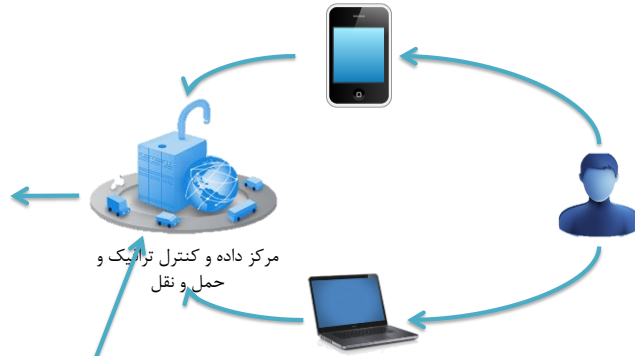 مرکز داده و کنترل ترافیک و
حمل و نقل